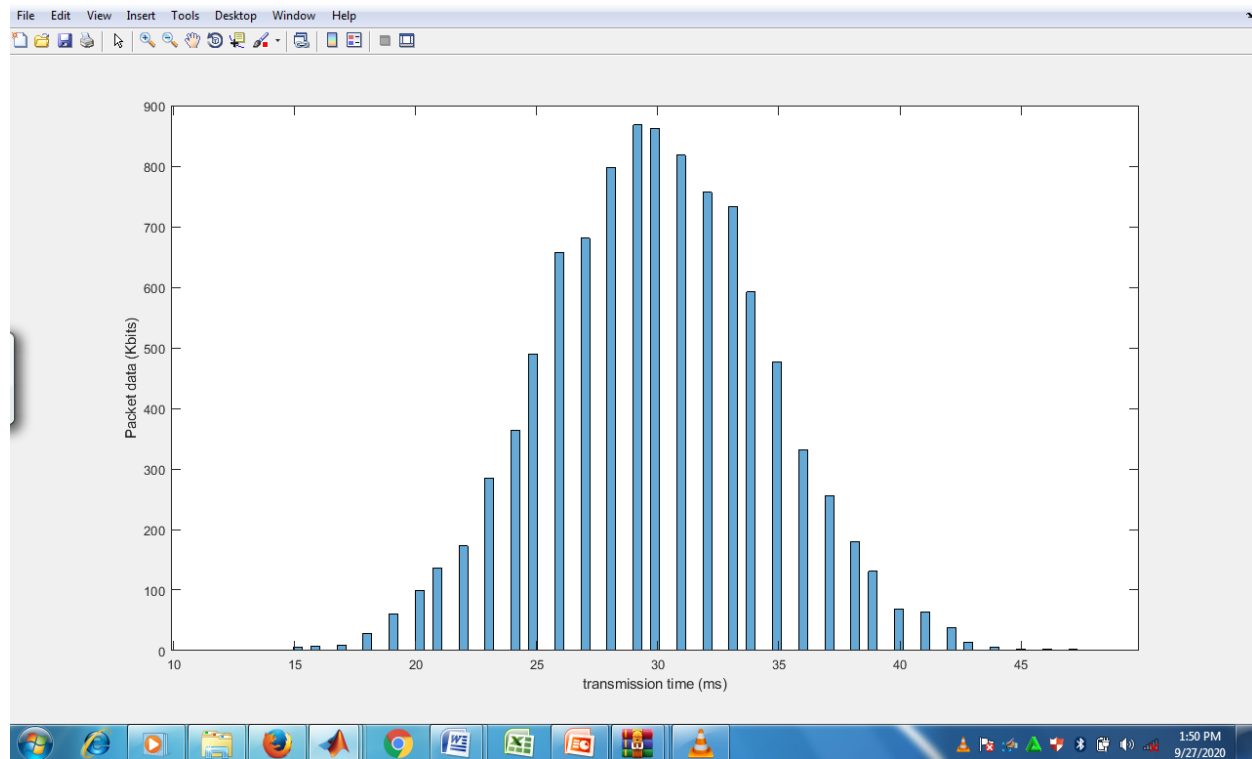 File Edit View Insert Tools Desktop Window Help
900
800
700
600
500
400
300
200
100
0
Packet data (Kbits)
10 15 20 25 30 35 40 45
transmission time (ms)
1:50 PM
9/27/2020